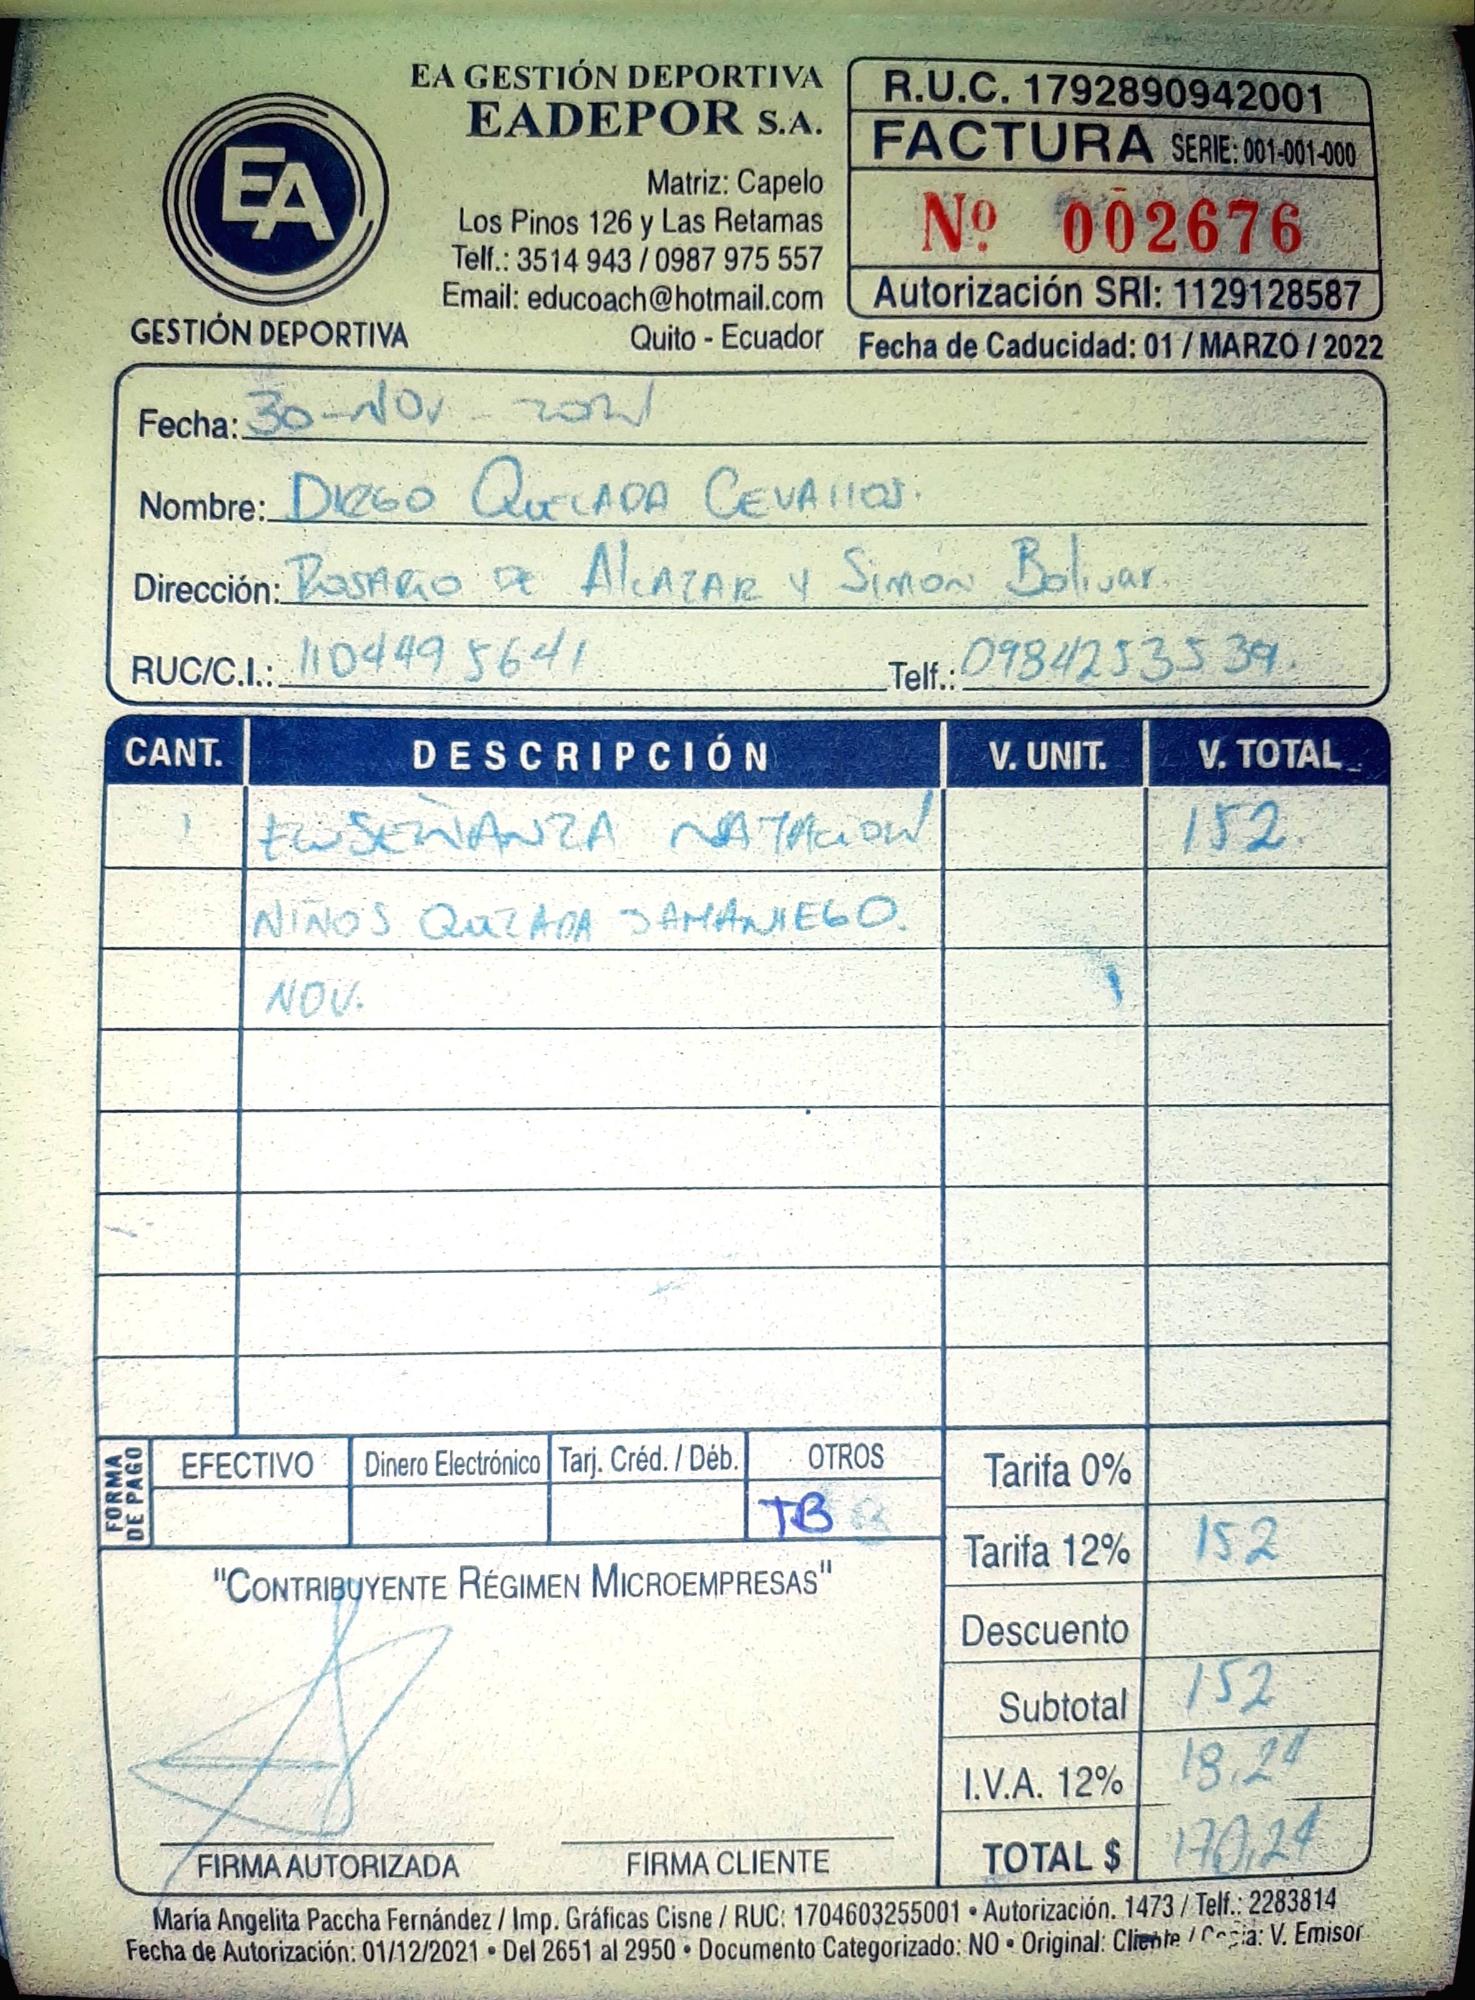 EA GESTIÓN DEPORTIVA
EADEPOR S.A.
Matriz: Capelo
Los Pinos 126 y Las Retamas
Telf.: 3514 943 / 0987 975 557
Email: educoach@hotmail.com
Quito - Ecuador
EA
GESTIÓN DEPORTIVA
R.U.C. 1792890942001
FACTURA SERIE: 001-001-000
Nº 002676
Autorización SRI: 1129128587
Fecha de Caducidad: 01 / MARZO / 2022
Fecha: 30-Nov-
Nombre: DIEGO CEVALLOS.
Dirección: ROSARIO DE ALCAZAR Y Simón Bolivar.
RUC/C.I.: 1104495641 Telf.: 0984253539.
CANT. DESCRIPCIÓN V. UNIT. V. TOTAL
1 ENSEÑANZA NATACION 152.
NIÑOS QUEZADA SAMANIEGO.
NOV.
FORMA DE PAGO
EFECTIVO Dinero Electrónico Tarj. Créd. / Déb. OTROS
TB
Tarifa 0%
Tarifa 12% 152
Descuento
Subtotal 152
I.V.A. 12% 18,24
TOTAL $ 170,24
"CONTRIBUYENTE RÉGIMEN MICROEMPRESAS"
FIRMA AUTORIZADA FIRMA CLIENTE
María Angelita Paccha Fernández / Imp. Gráficas Cisne / RUC: 1704603255001 • Autorización. 1473 / Telf.: 2283814
Fecha de Autorización: 01/12/2021 • Del 2651 al 2950 • Documento Categorizado: NO • Original: Cliente / Copia: V. Emisor